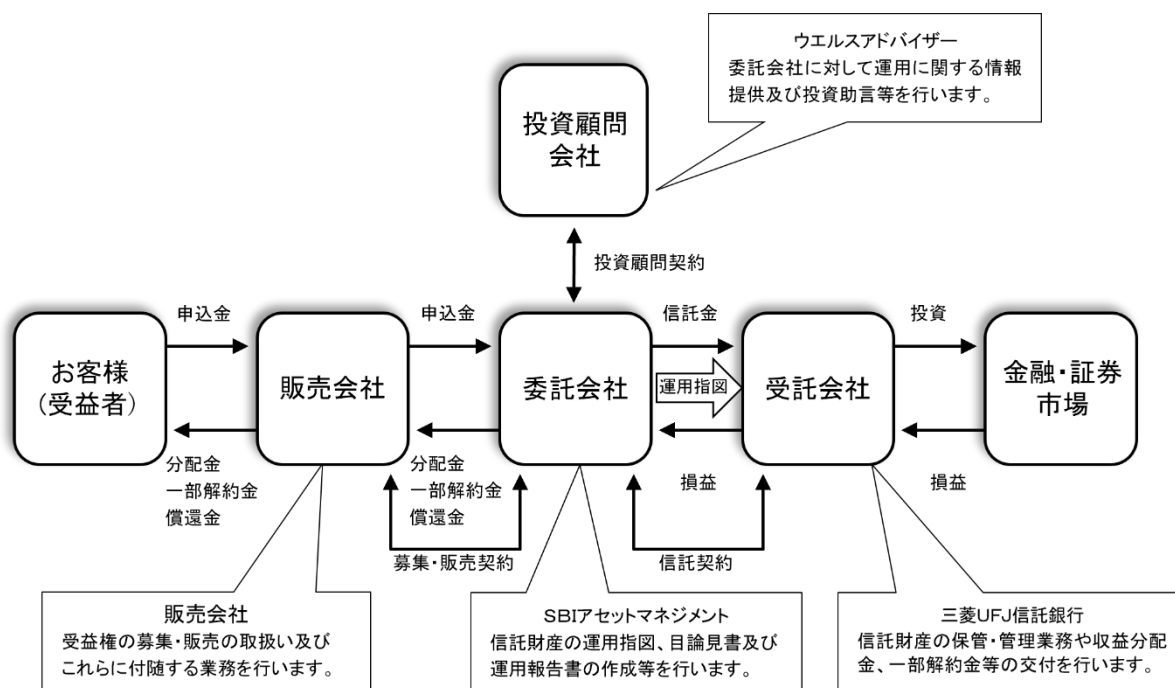 ウエルスアドバイザー
委託会社に対して運用に関する情報
提供及び投資助言等を行います。
投資顧問
会社
投資顧問契約
申込金
申込金
信託金
投資
お客様
(受益者)
販売会社
委託会社
運用指図
受託会社
金融・証券
市場
分配金
一部解約金
償還金
分配金
一部解約金
償還金
損益
損益
募集・販売契約
信託契約
販売会社
受益権の募集・販売の取扱い及び
これらに付随する業務を行います。
SBIアセットマネジメント
信託財産の運用指図、目論見書及び
運用報告書の作成等を行います。
三菱UFJ信託銀行
信託財産の保管・管理業務や収益分配
金、一部解約金等の交付を行います。